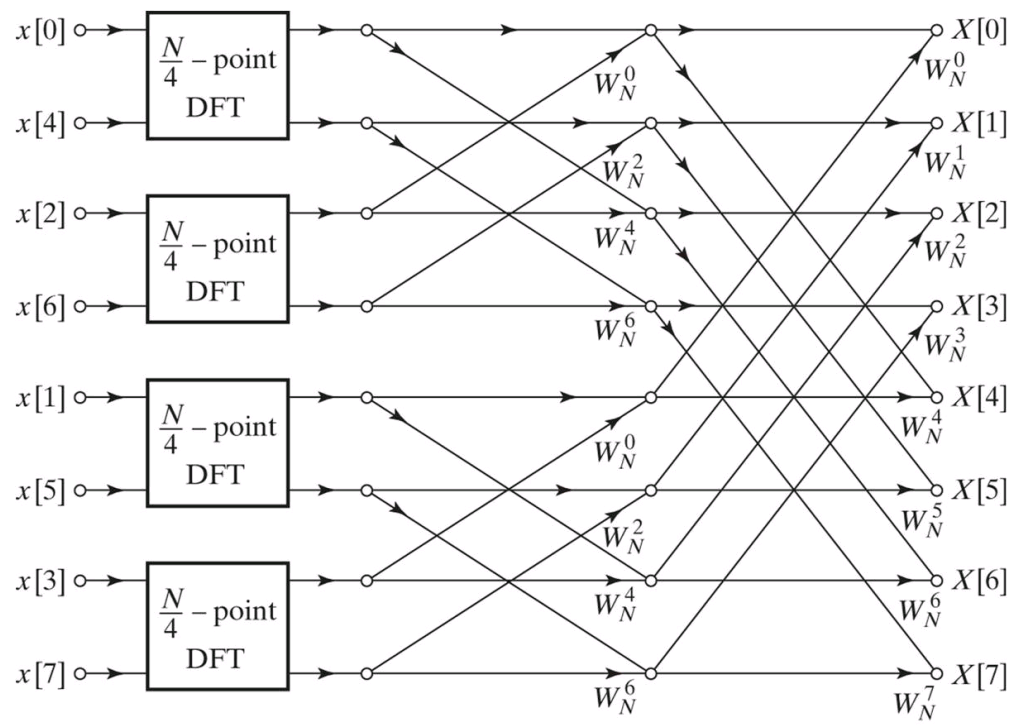 x[0]
N/4 – point
DFT
X[0]
W_N^0
W_N^0
x[4]
X[1]
W_N^2
W_N^1
x[2]
N/4 – point
DFT
X[2]
W_N^4
W_N^2
x[6]
X[3]
W_N^6
W_N^3
x[1]
N/4 – point
DFT
X[4]
W_N^0
W_N^4
x[5]
X[5]
W_N^2
W_N^5
x[3]
N/4 – point
DFT
X[6]
W_N^4
W_N^6
x[7]
X[7]
W_N^6
W_N^7